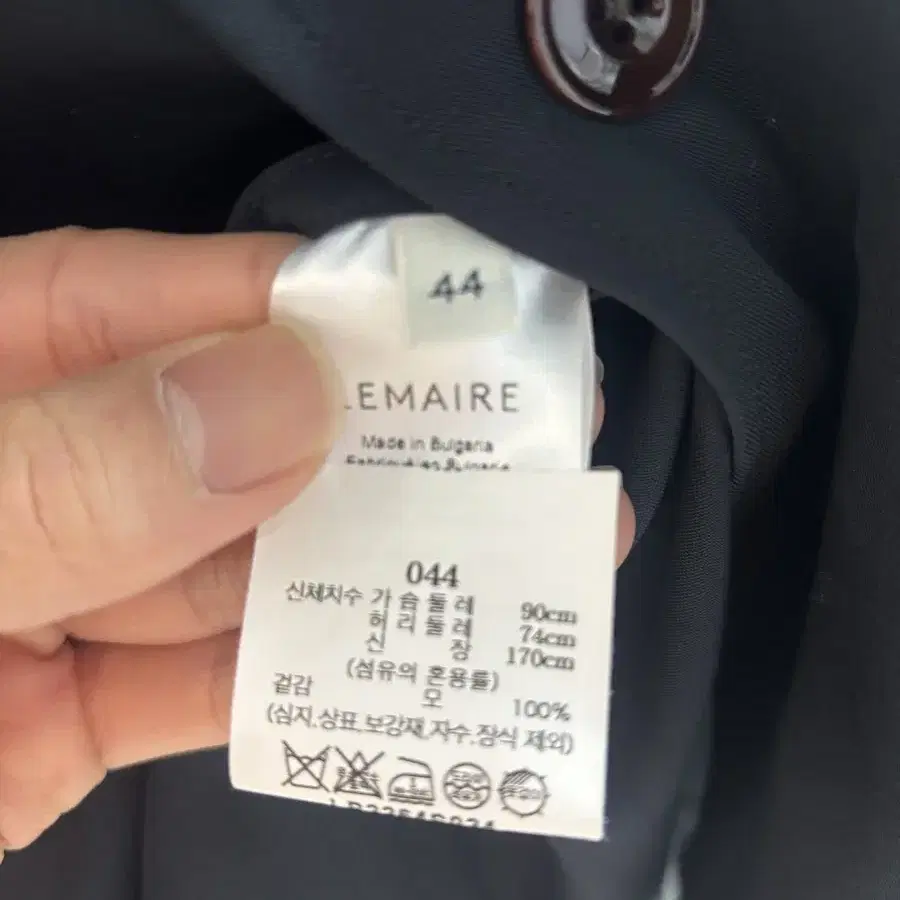 44
LEMAIRE
Made in Bulgaria
044
신체치수 가슴둘레 90cm
허리둘레 74cm
신장 170cm
(섬유의 혼용률)
겉감 모 100%
(심지,상표,보강재,자수,장식 제외)